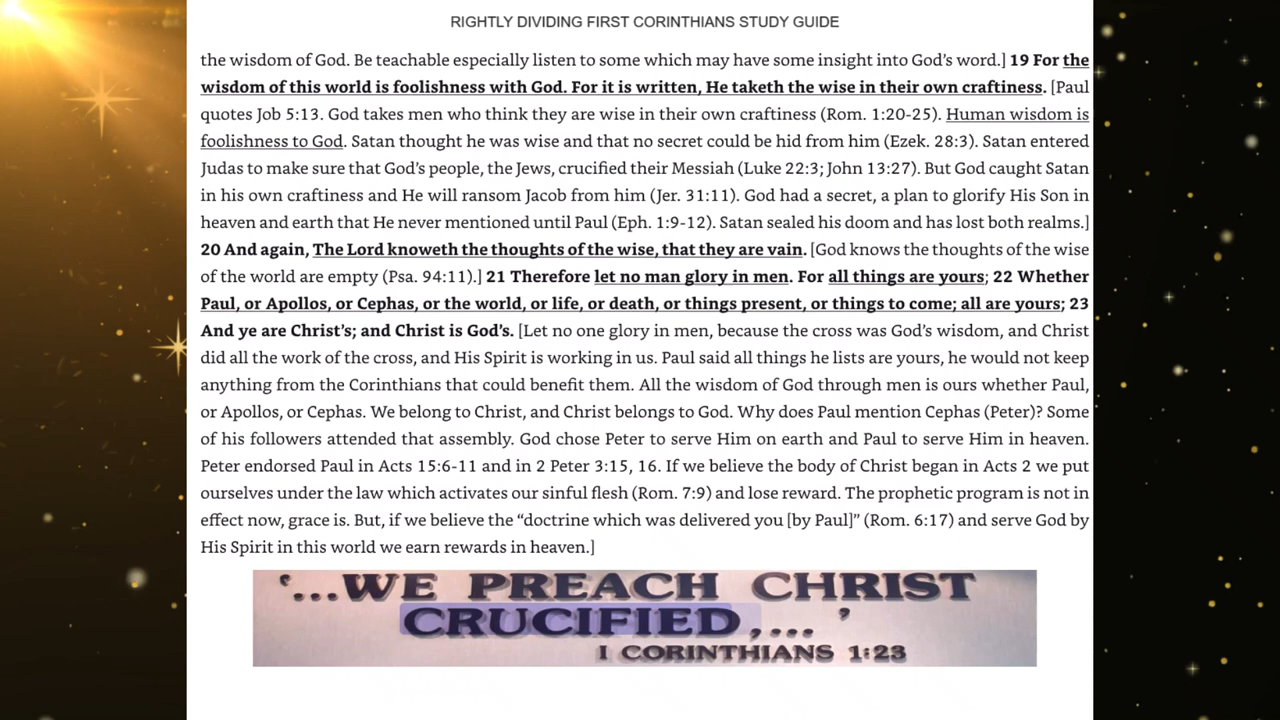 RIGHTLY DIVIDING FIRST CORINTHIANS STUDY GUIDE
the wisdom of God. Be teachable especially listen to some which may have some insight into God's word.] 19 For the
wisdom of this world is foolishness with God. For it is written, He taketh the wise in their own craftiness. [Paul
quotes Job 5:13. God takes men who think they are wise in their own craftiness (Rom. 1:20-25). Human wisdom is
foolishness to God. Satan thought he was wise and that no secret could be hid from him (Ezek. 28:3). Satan entered
Judas to make sure that God's people, the Jews, crucified their Messiah (Luke 22:3; John 13:27). But God caught Satan
in his own craftiness and He will ransom Jacob from him (Jer. 31:11). God had a secret, a plan to glorify His Son in
heaven and earth that He never mentioned until Paul (Eph. 1:9-12). Satan sealed his doom and has lost both realms.]
20 And again, The Lord knoweth the thoughts of the wise, that they are vain. [God knows the thoughts of the wise
of the world are empty (Psa. 94:11).] 21 Therefore let no man glory in men. For all things are yours; 22 Whether
Paul, or Apollos, or Cephas, or the world, or life, or death, or things present, or things to come; all are yours; 23
And ye are Christ's; and Christ is God's. [Let no one glory in men, because the cross was God's wisdom, and Christ
did all the work of the cross, and His Spirit is working in us. Paul said all things he lists are yours, he would not keep
anything from the Corinthians that could benefit them. All the wisdom of God through men is ours whether Paul,
or Apollos, or Cephas. We belong to Christ, and Christ belongs to God. Why does Paul mention Cephas (Peter)? Some
of his followers attended that assembly. God chose Peter to serve Him on earth and Paul to serve Him in heaven.
Peter endorsed Paul in Acts 15:6-11 and in 2 Peter 3:15, 16. If we believe the body of Christ began in Acts 2 we put
ourselves under the law which activates our sinful flesh (Rom. 7:9) and lose reward. The prophetic program is not in
effect now, grace is. But, if we believe the "doctrine which was delivered you [by Paul]" (Rom. 6:17) and serve God by
His Spirit in this world we earn rewards in heaven.]
'...WE PREACH CHRIST
CRUCIFIED,... '
I CORINTHIANS 1:23